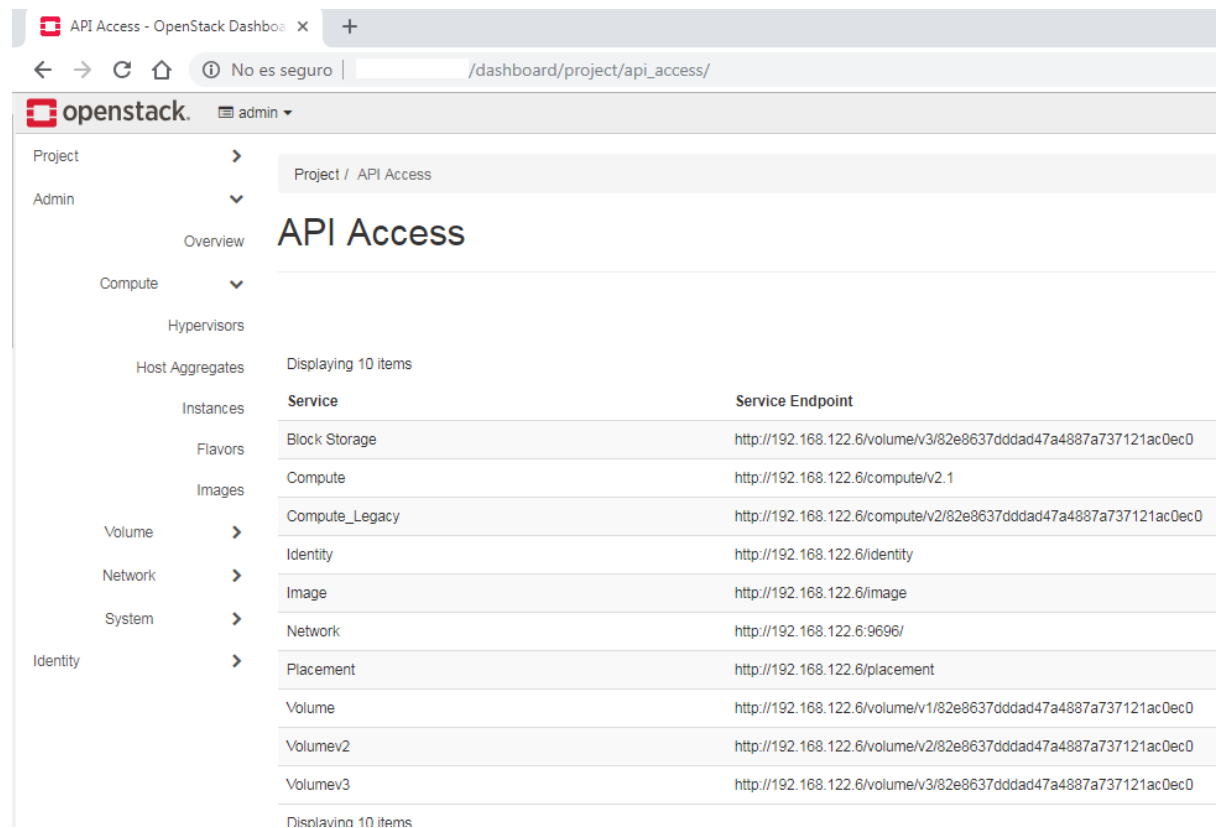 API Access - OpenStack Dashboa
No es seguro | /dashboard/project/api_access/
openstack. admin
Project
Admin
Overview
Compute
Hypervisors
Host Aggregates
Instances
Flavors
Images
Volume
Network
System
Identity
Project / API Access
API Access
Displaying 10 items
Service Service Endpoint
Block Storage http://192.168.122.6/volume/v3/82e8637dddad47a4887a737121ac0ec0
Compute http://192.168.122.6/compute/v2.1
Compute_Legacy http://192.168.122.6/compute/v2/82e8637dddad47a4887a737121ac0ec0
Identity http://192.168.122.6/identity
Image http://192.168.122.6/image
Network http://192.168.122.6:9696/
Placement http://192.168.122.6/placement
Volume http://192.168.122.6/volume/v1/82e8637dddad47a4887a737121ac0ec0
Volumev2 http://192.168.122.6/volume/v2/82e8637dddad47a4887a737121ac0ec0
Volumev3 http://192.168.122.6/volume/v3/82e8637dddad47a4887a737121ac0ec0
Displaying 10 items